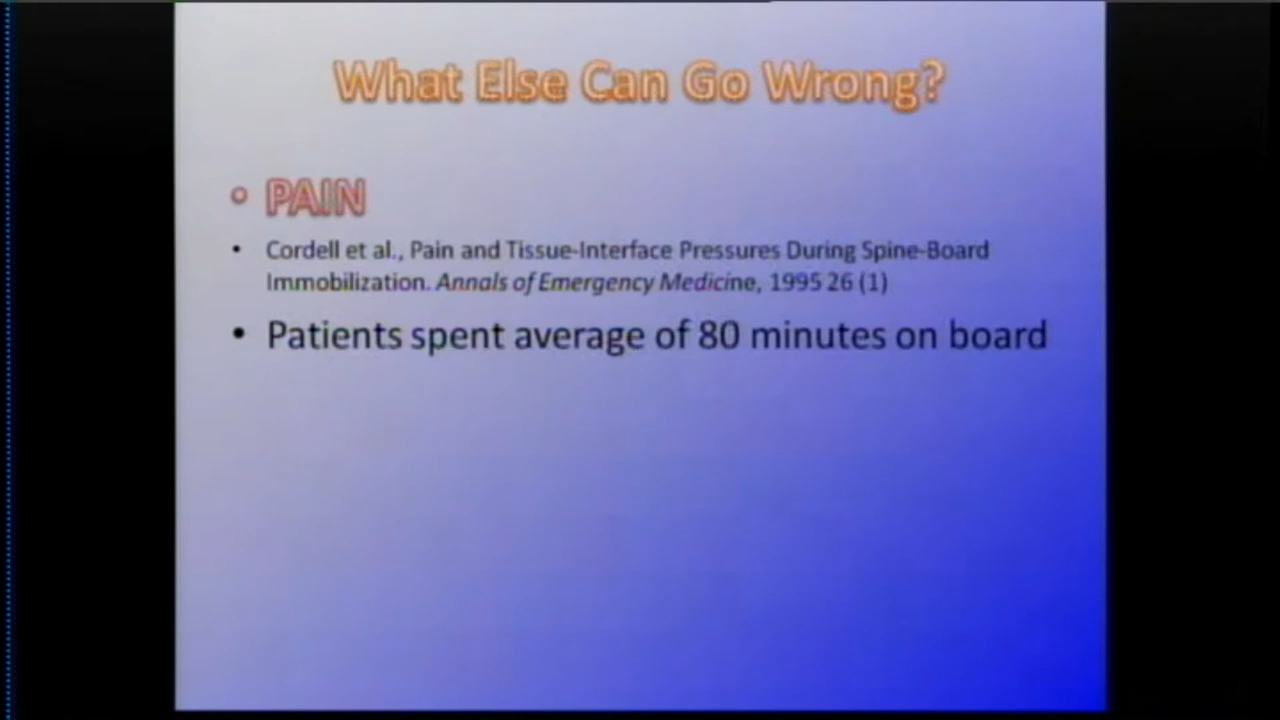 What Else Can Go Wrong?
• PAIN
• Cordell et al., Pain and Tissue-Interface Pressures During Spine-Board
Immobilization. Annals of Emergency Medicine, 1995 26 (1)
• Patients spent average of 80 minutes on board